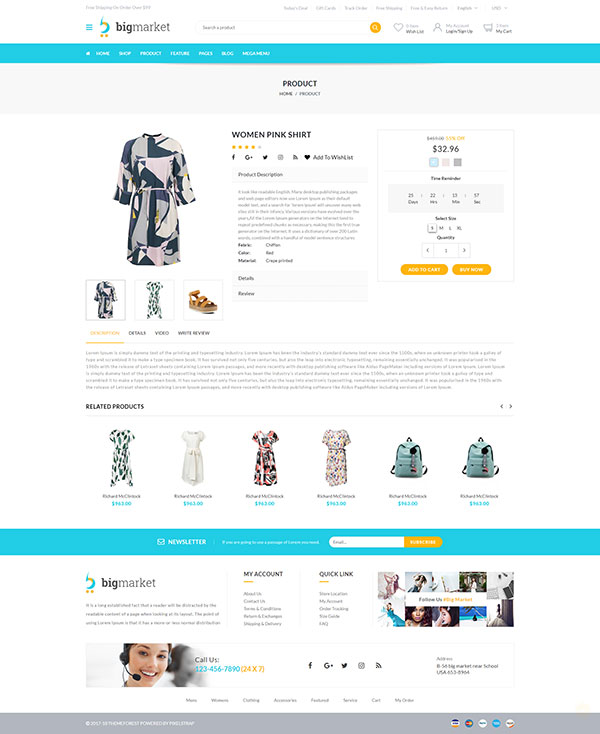 Free Shipping On Order Over $99
Today's Deal
Gift Cards
Track Order
Free Shipping
Free & Easy Return
English
USD
bigmarket
Search a product
0 item
Wish List
My Account
Login/Sign Up
My Cart
HOME SHOP PRODUCT FEATURE PAGES BLOG MEGA MENU
PRODUCT
HOME / PRODUCT
WOMEN PINK SHIRT
Add To WishList
Product Description
It look like readable English. Many desktop publishing packages
and web page editors now use Lorem Ipsum as their default
model text, and a search for 'lorem ipsum' will uncover many web
sites still in their infancy. Various versions have evolved over the
years,All the Lorem Ipsum generators on the Internet tend to
repeat predefined chunks as necessary, making this the first true
generator on the Internet. It uses a dictionary of over 200 Latin
words, combined with a handful of model sentence structures
Fabric: Chiffon
Color: Red
Material: Crepe printed
Details
Review
$459.00 55% OFF
$32.96
Time Reminder
25 : 22 : 13 : 57
Days Hrs Min Sec
Select Size
S M L XL
Quantity
1
ADD TO CART
BUY NOW
DESCRIPTION DETAILS VIDEO WRITE REVIEW
Lorem Ipsum is simply dummy text of the printing and typesetting industry. Lorem Ipsum has been the industry's standard dummy text ever since the 1500s, when an unknown printer took a galley of
type and scrambled it to make a type specimen book. It has survived not only five centuries, but also the leap into electronic typesetting, remaining essentially unchanged. It was popularised in the
1960s with the release of Letraset sheets containing Lorem Ipsum passages, and more recently with desktop publishing software like Aldus PageMaker including versions of Lorem Ipsum. Lorem Ipsum
is simply dummy text of the printing and typesetting industry. Lorem Ipsum has been the industry's standard dummy text ever since the 1500s, when an unknown printer took a galley of type and
scrambled it to make a type specimen book. It has survived not only five centuries, but also the leap into electronic typesetting, remaining essentially unchanged. It was popularised in the 1960s with
the release of Letraset sheets containing Lorem Ipsum passages, and more recently with desktop publishing software like Aldus PageMaker including versions of Lorem Ipsum.
RELATED PRODUCTS
Richard McClintock Richard McClintock Richard McClintock Richard McClintock Richard McClintock Richard McClintock
$963.00 $963.00 $963.00 $963.00 $963.00 $963.00
NEWSLETTER
If you are going to use a passage of Lorem you need.
SUBSCRIBE
bigmarket
It is a long established fact that a reader will be distracted by the
readable content of a page when looking at its layout. The point of
using Lorem Ipsum is that it has a more or less normal distribution
MY ACCOUNT
About Us
Contact Us
Terms & Conditions
Return & Exchanges
Shipping & Delivery
QUICK LINK
Store Location
My Account
Order Tracking
Size Guide
FAQ
Follow Us #Big Market
Call Us:
123-456-7890 (24 X 7)
Address:
B-56 big market near School
USA 653-8964
Mens Womens Clothing Accessories Featured Service Cart My Order
© 2017-18 THEMEFOREST POWERED BY PIXELSTRAP